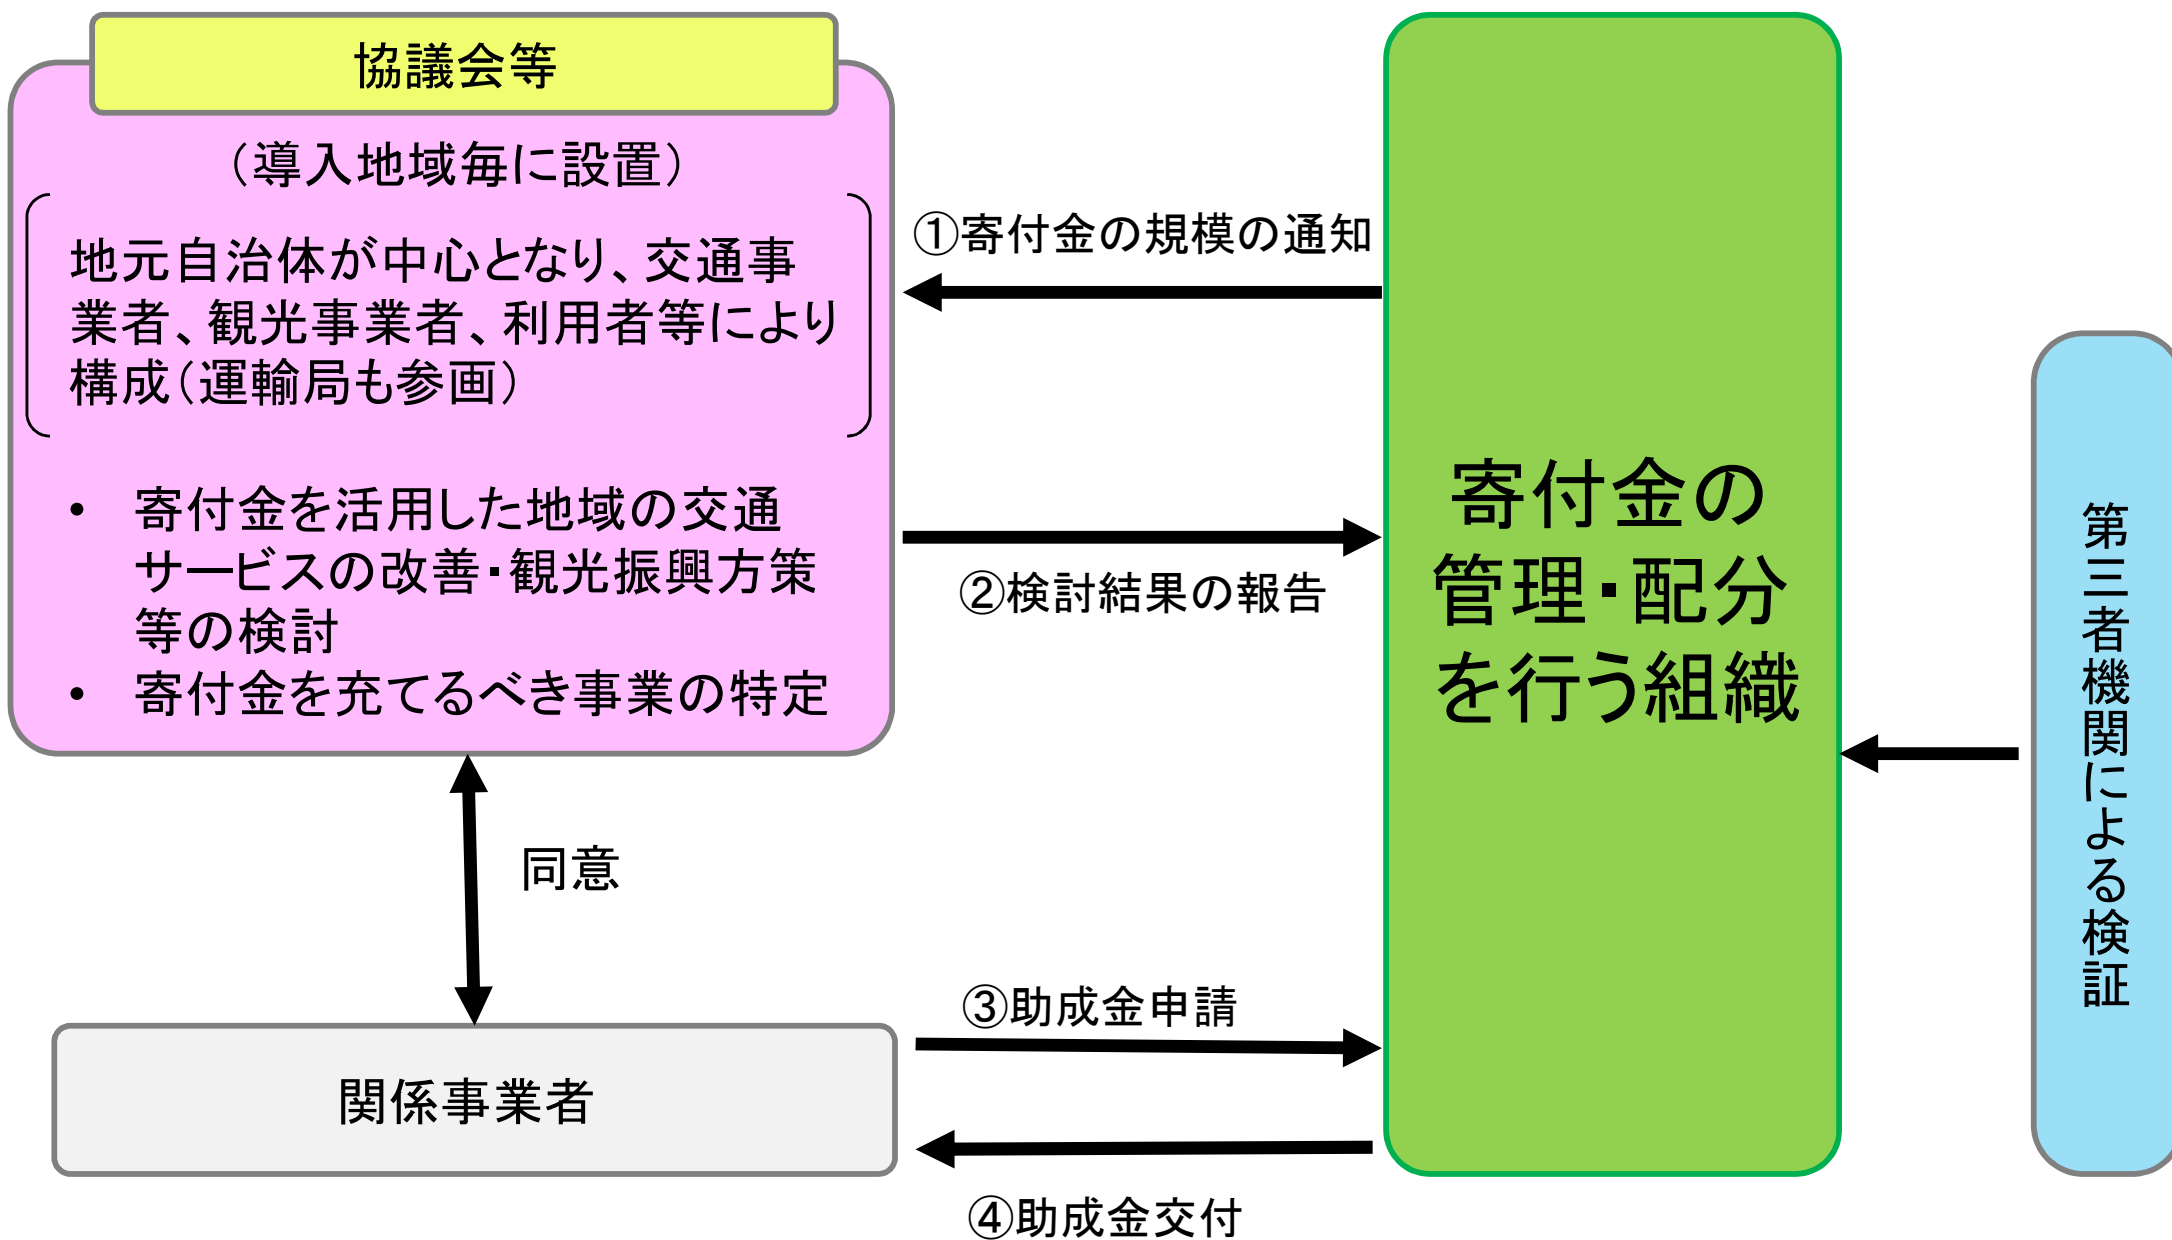 協議会等
（導入地域毎に設置）
地元自治体が中心となり、交通事
業者、観光事業者、利用者等により
構成（運輸局も参画）
• 寄付金を活用した地域の交通
サービスの改善・観光振興方策
等の検討
• 寄付金を充てるべき事業の特定
①寄付金の規模の通知
②検討結果の報告
同意
関係事業者
③助成金申請
④助成金交付
寄付金の
管理・配分
を行う組織
第三者機関による検証